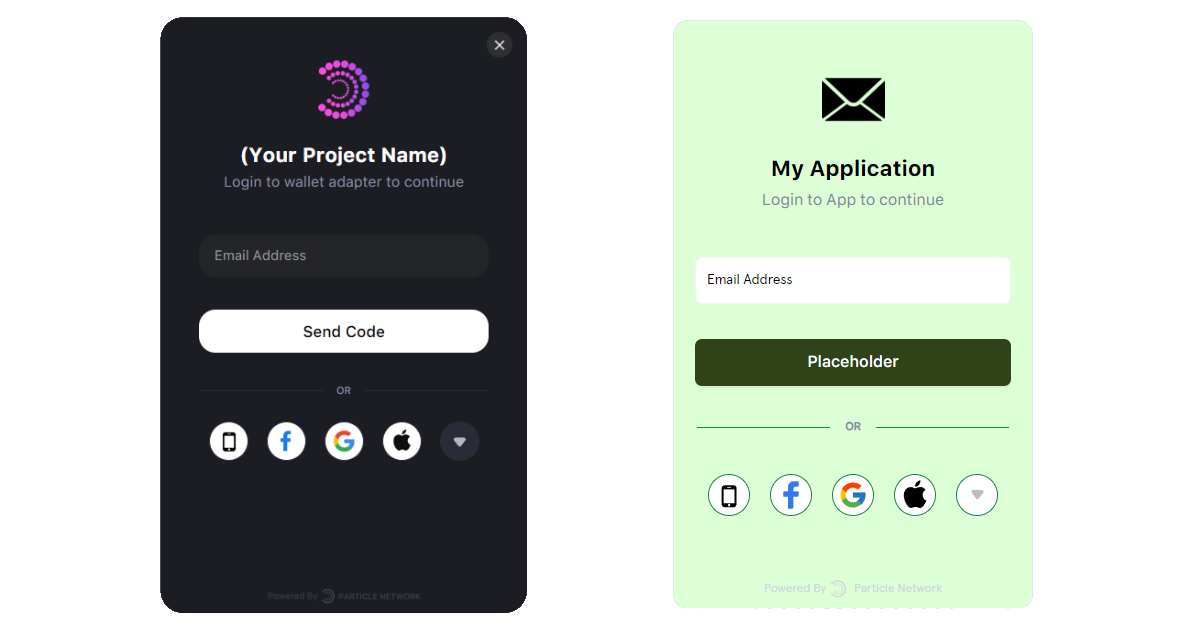 (Your Project Name)
Login to wallet adapter to continue
Email Address
Send Code
OR
Powered By PARTICLE NETWORK
My Application
Login to App to continue
Email Address
Placeholder
OR
Powered By Particle Network